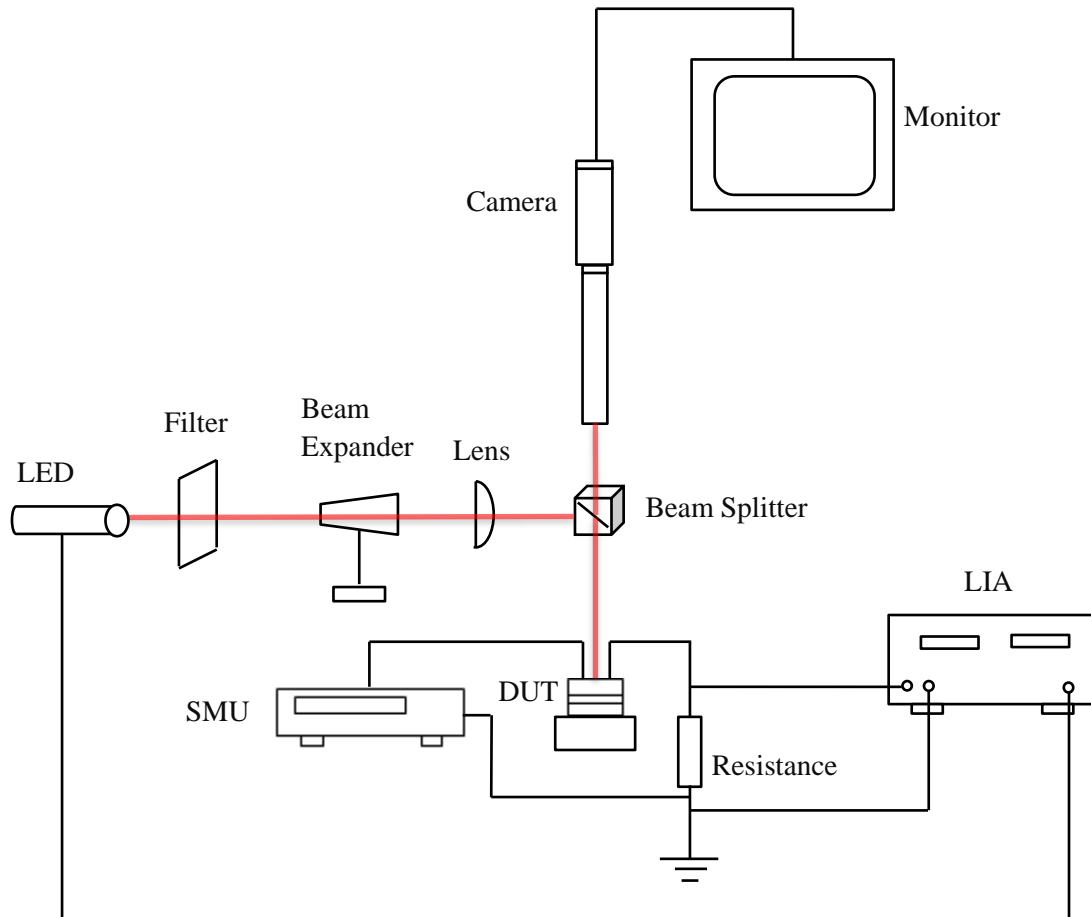 Monitor
Camera
Filter
Beam
Expander
Lens
LED
Beam Splitter
LIA
DUT
SMU
Resistance